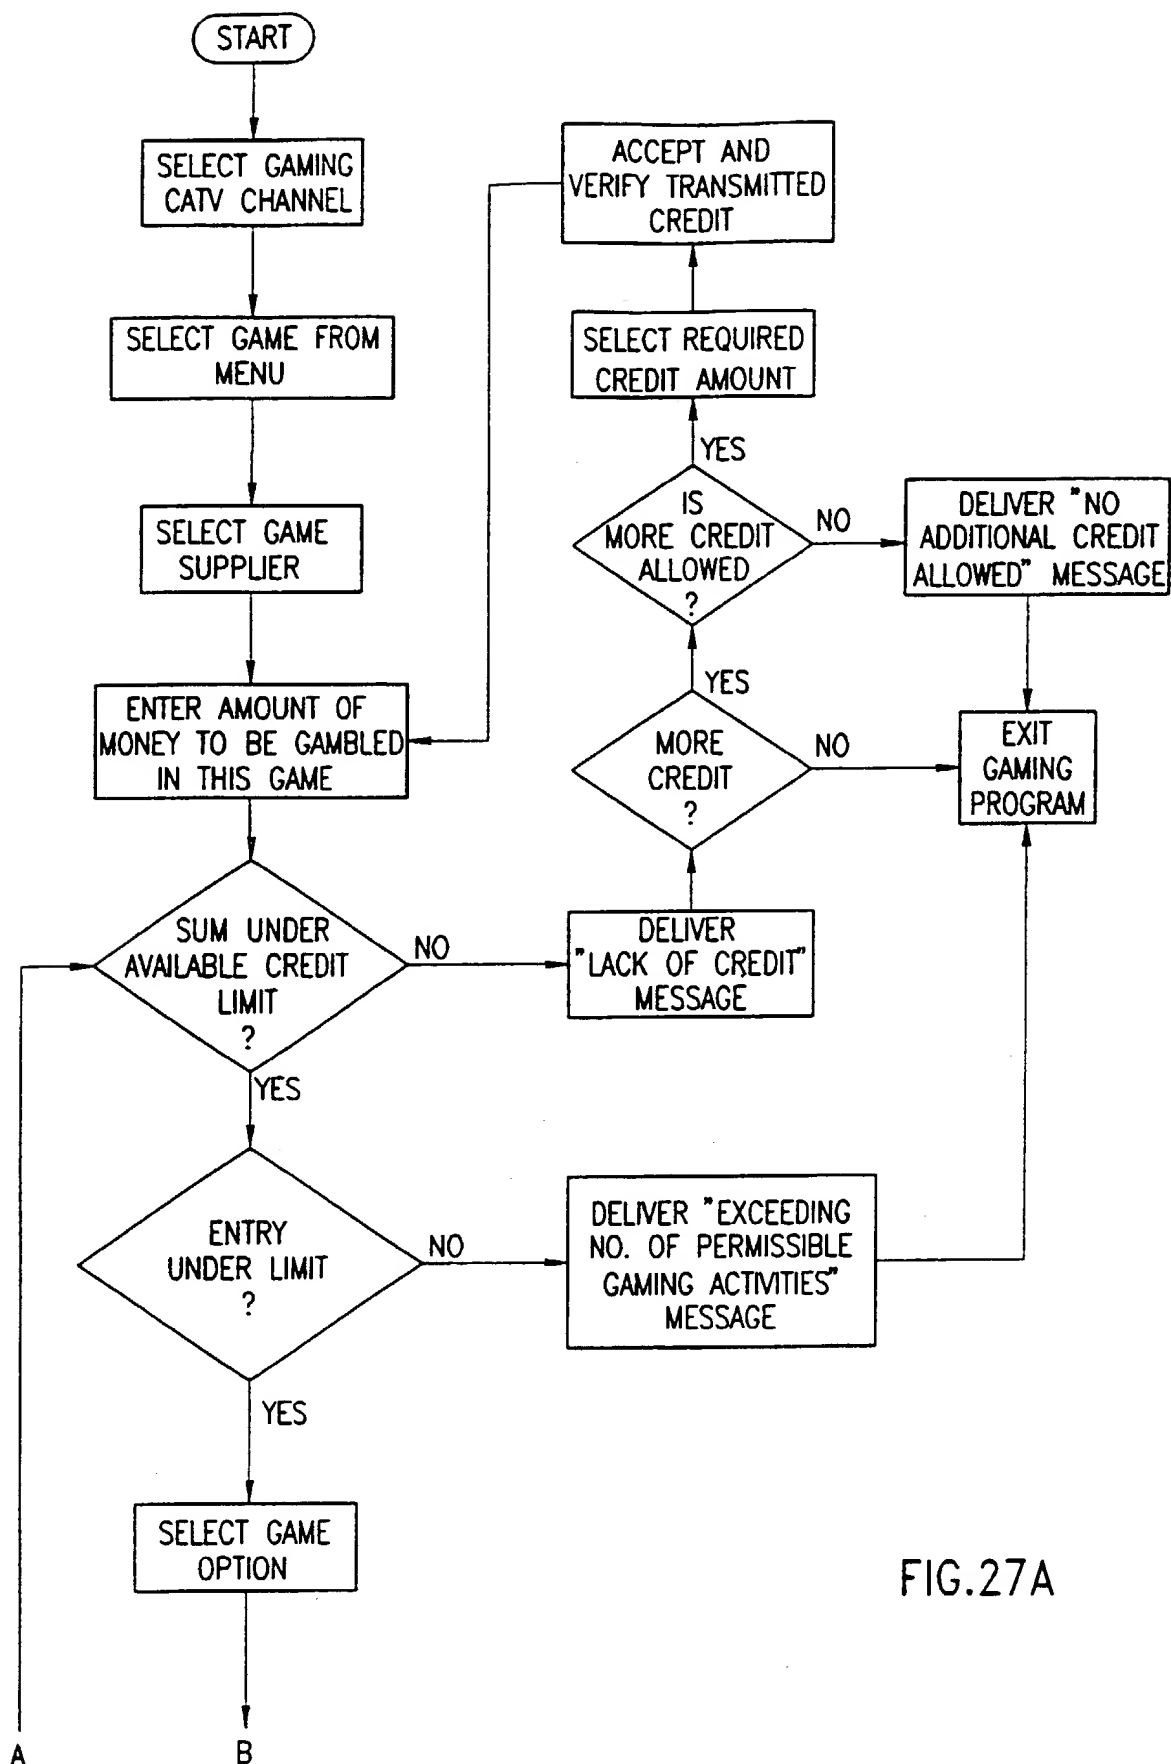 START
SELECT GAMING
CATV CHANNEL
SELECT GAME FROM
MENU
SELECT GAME
SUPPLIER
ENTER AMOUNT OF
MONEY TO BE GAMBLED
IN THIS GAME
SUM UNDER
AVAILABLE CREDIT
LIMIT
?
NO
YES
ENTRY
UNDER LIMIT
?
NO
YES
SELECT GAME
OPTION
A
B
ACCEPT AND
VERIFY TRANSMITTED
CREDIT
SELECT REQUIRED
CREDIT AMOUNT
YES
IS
MORE CREDIT
ALLOWED
?
NO
DELIVER "NO
ADDITIONAL CREDIT
ALLOWED" MESSAGE
YES
MORE
CREDIT
?
NO
EXIT
GAMING
PROGRAM
DELIVER
"LACK OF CREDIT"
MESSAGE
DELIVER "EXCEEDING
NO. OF PERMISSIBLE
GAMING ACTIVITIES"
MESSAGE
FIG.27A